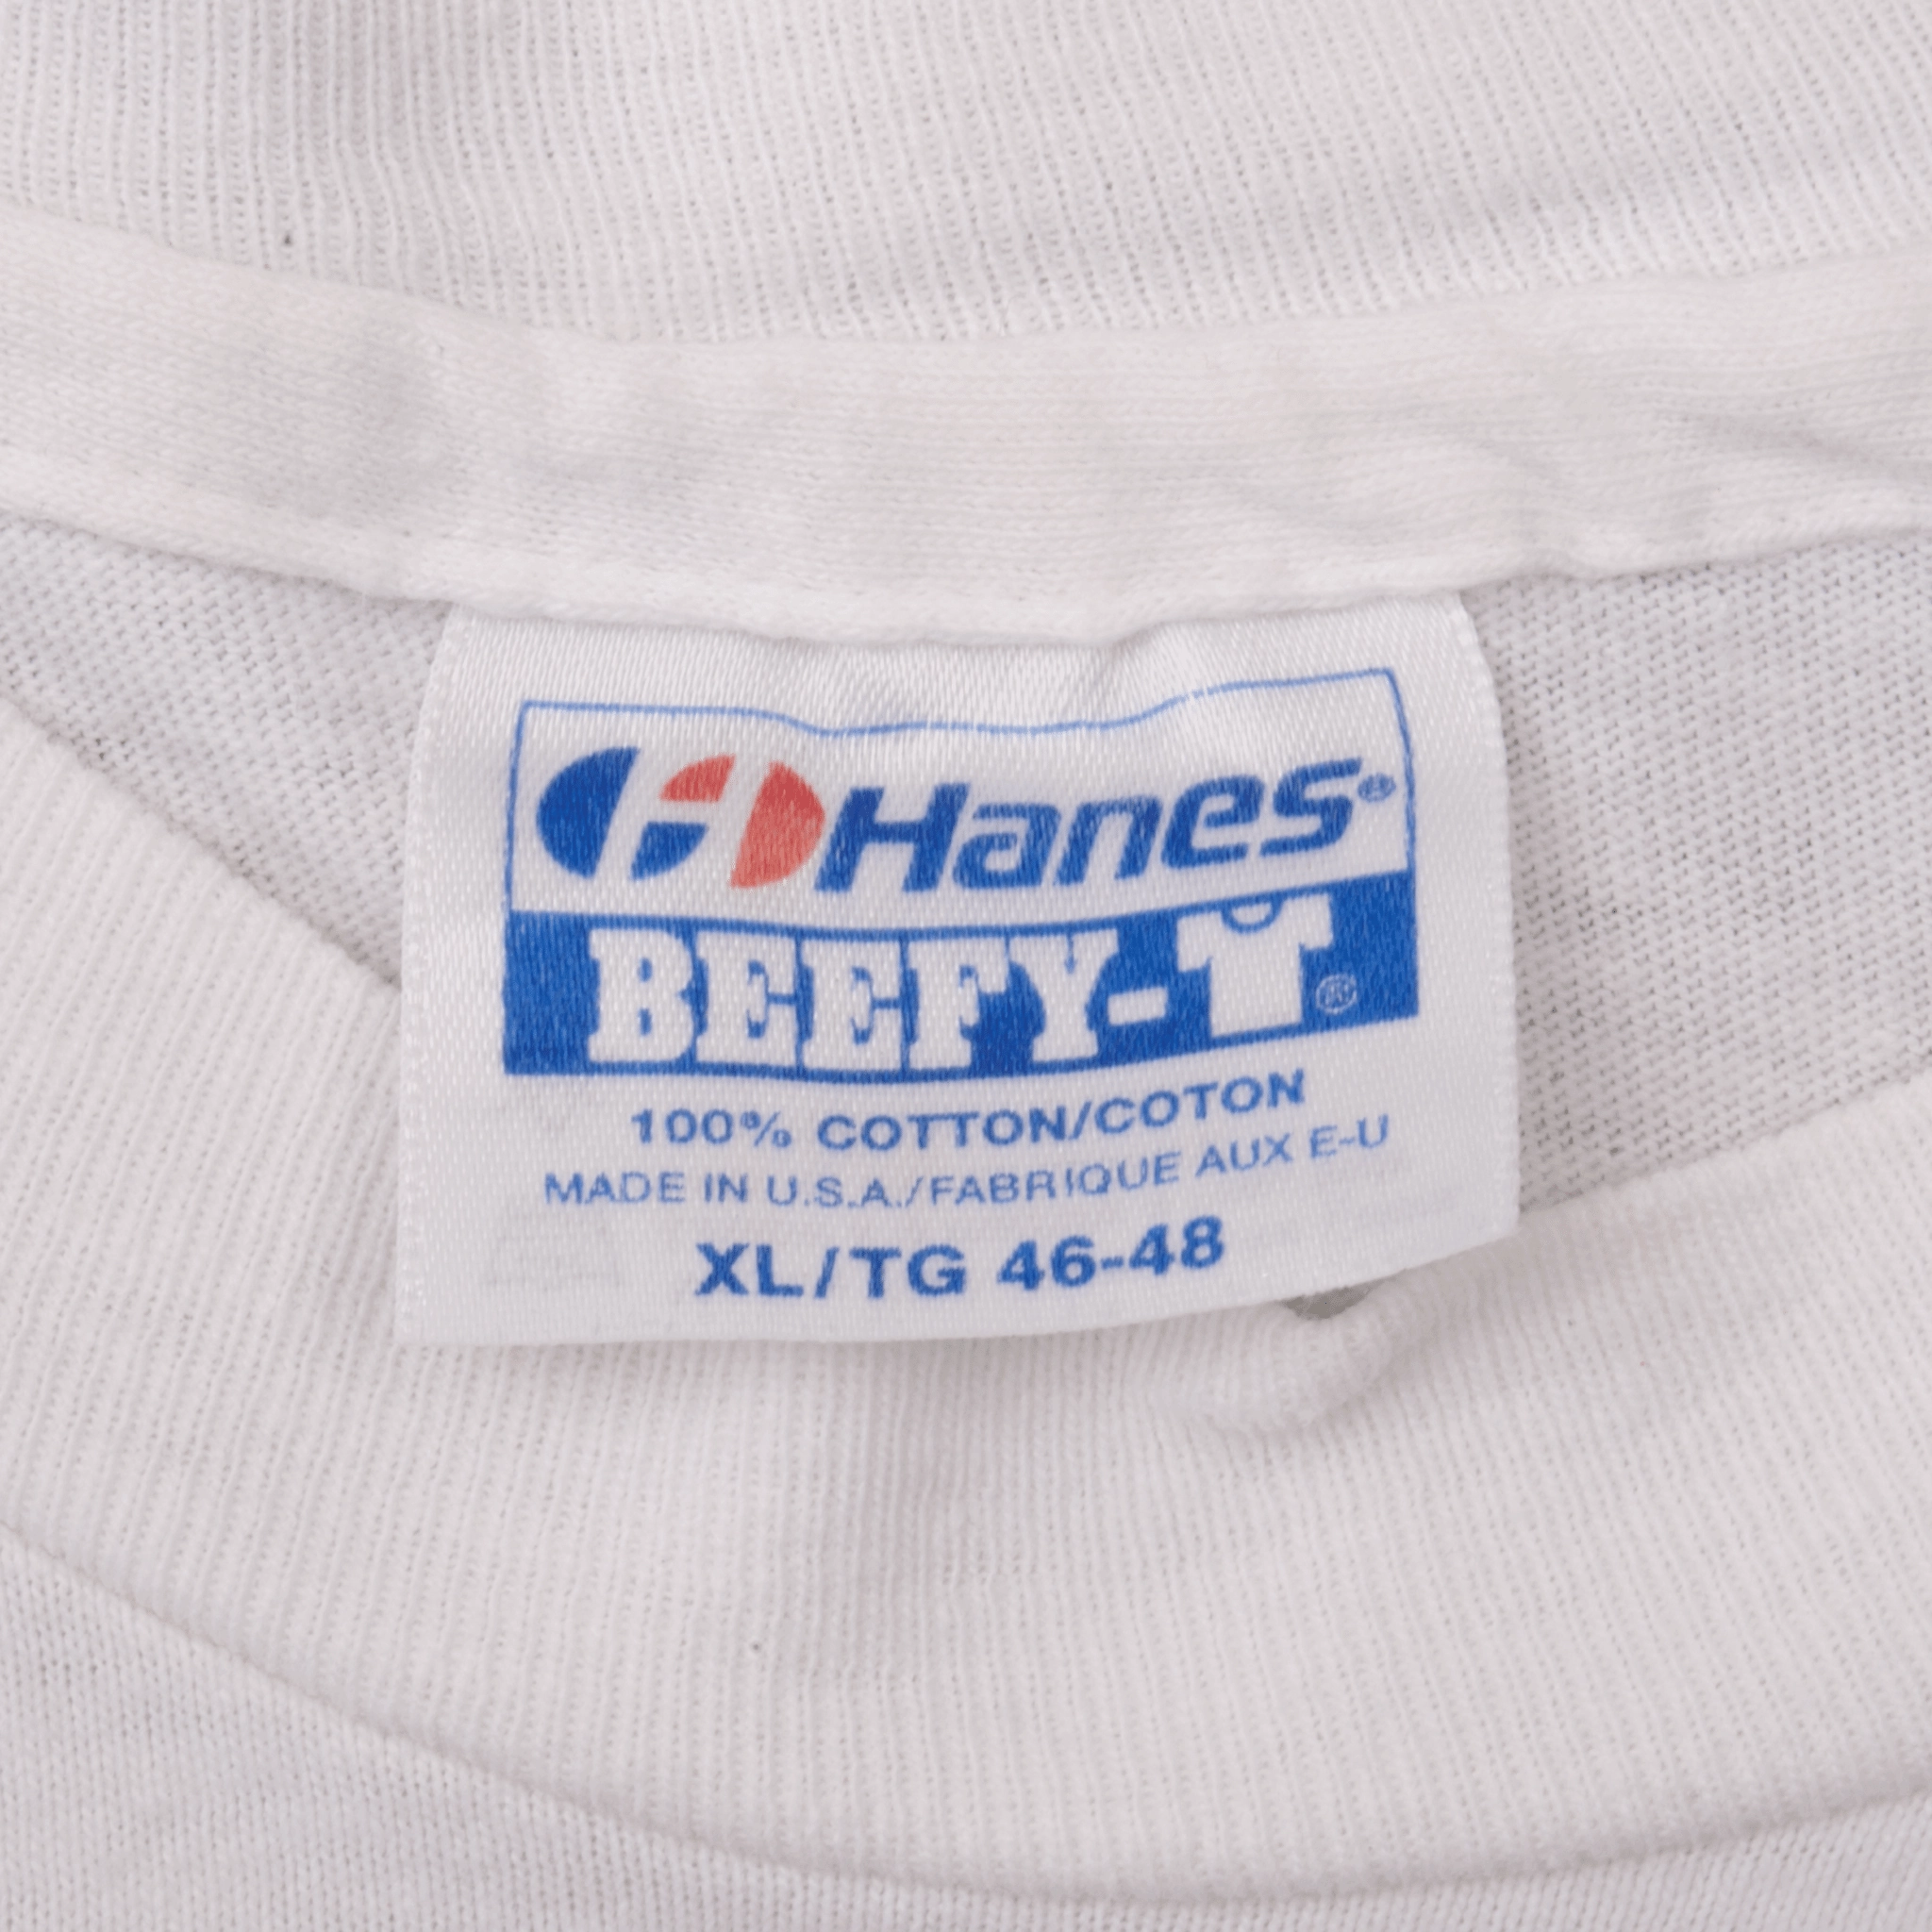 Hanes®
BEEFY-T®
100% COTTON/COTON
MADE IN U.S.A./FABRIQUE AUX E-U
XL/TG 46-48